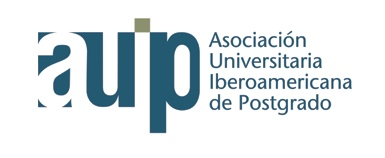 auip
Asociación
Universitaria
Iberoamericana
de Postgrado